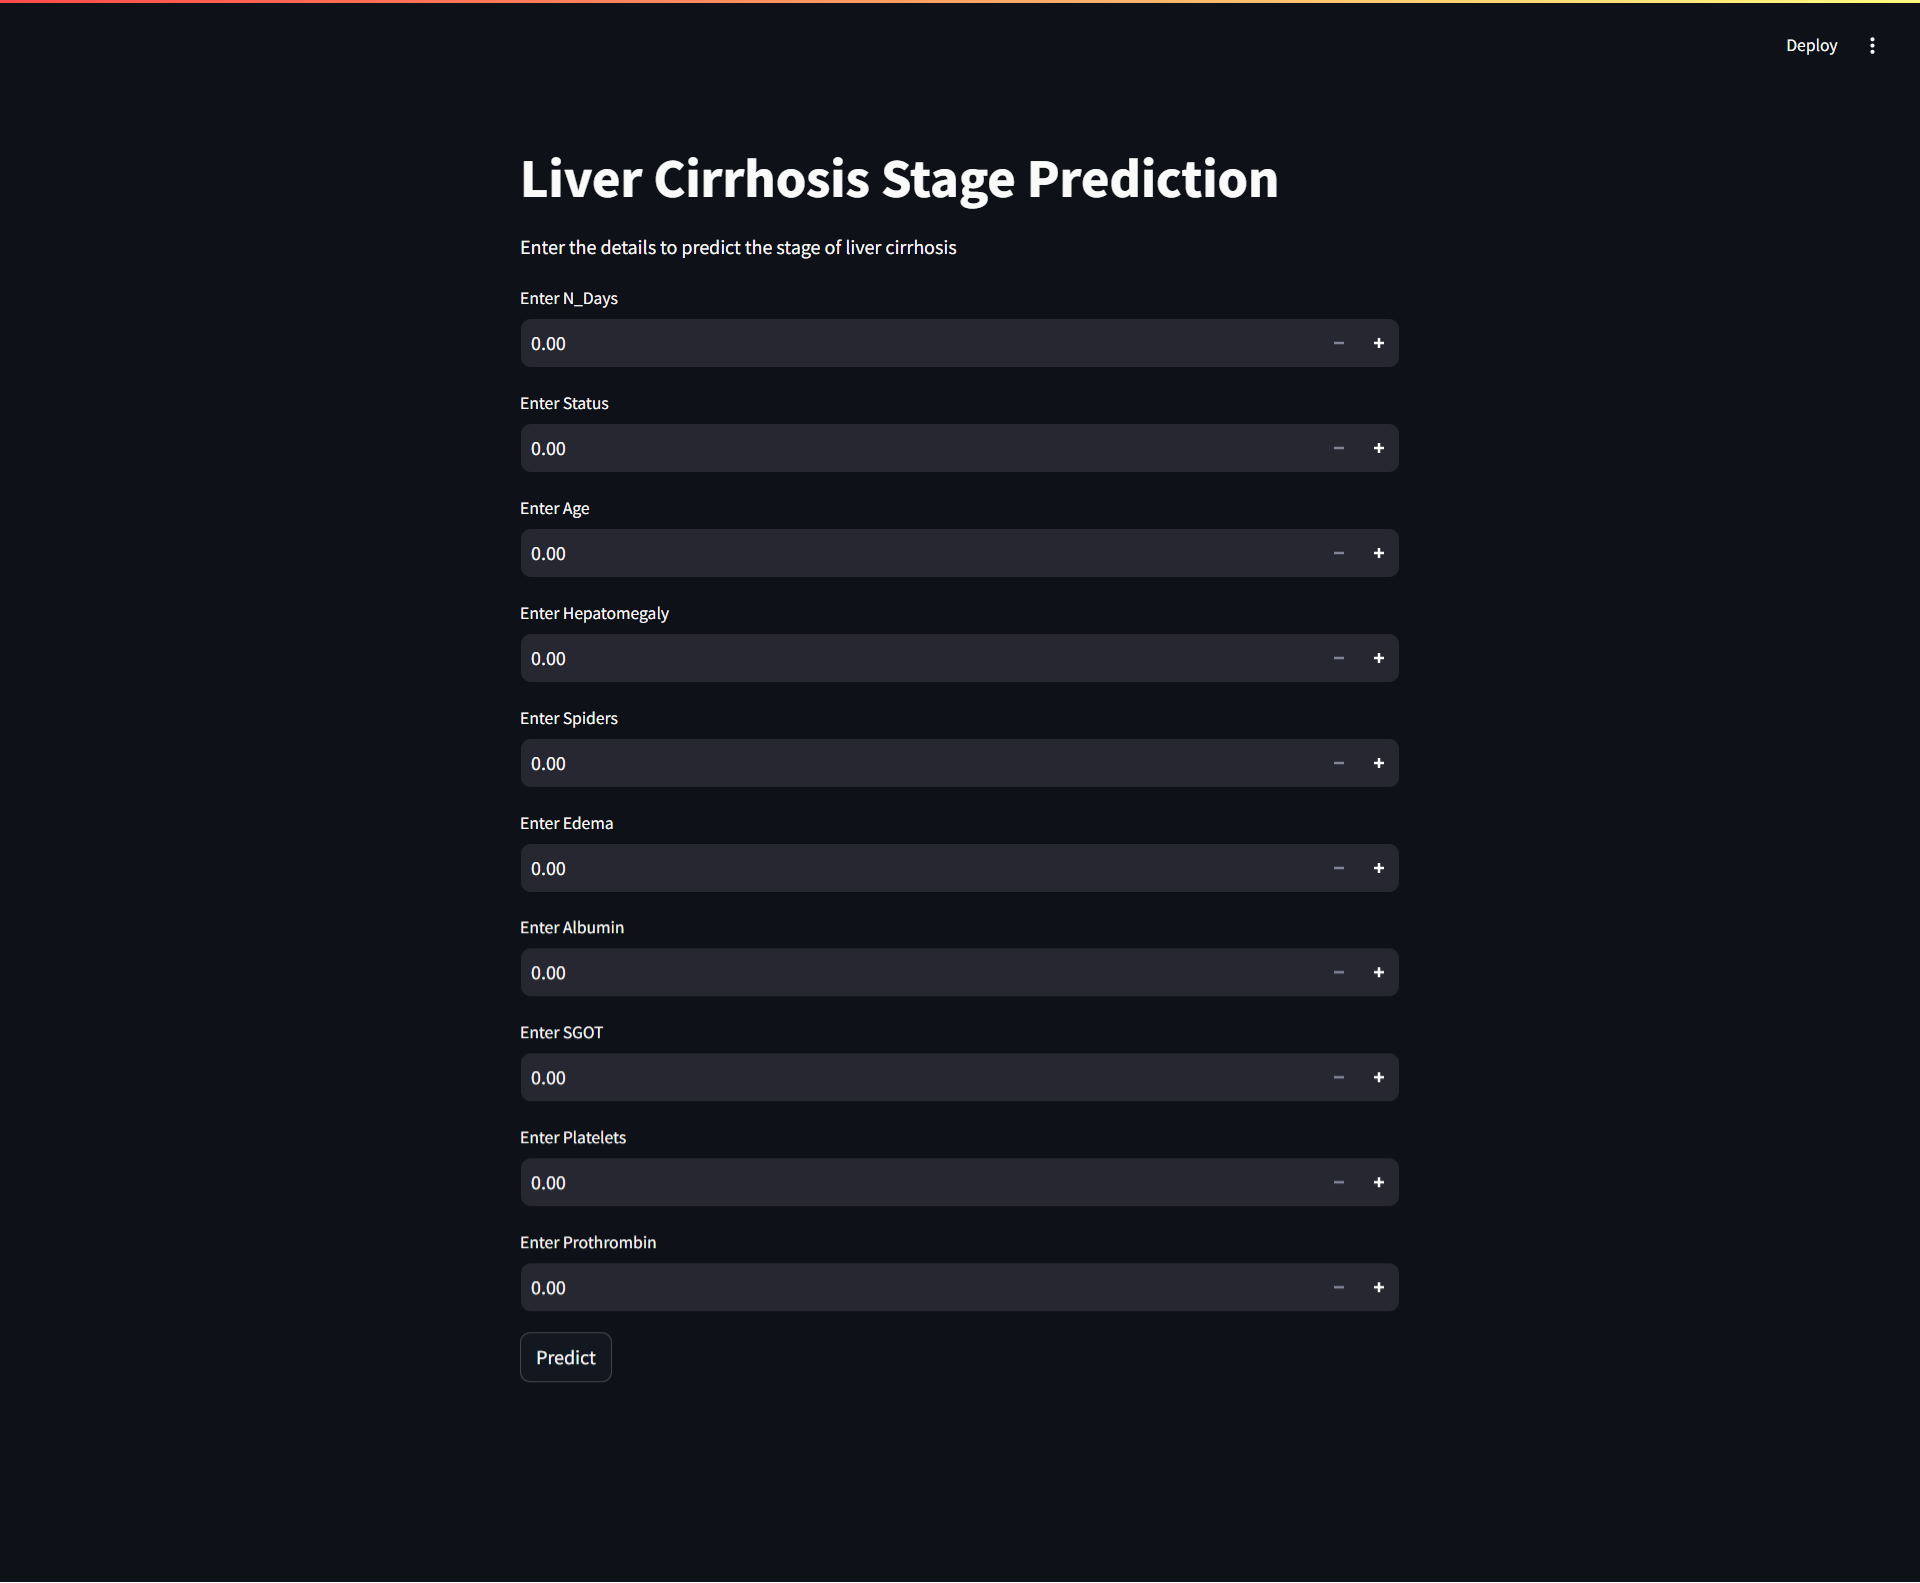 Deploy
Liver Cirrhosis Stage Prediction
Enter the details to predict the stage of liver cirrhosis
Enter N_Days
0.00
Enter Status
0.00
Enter Age
0.00
Enter Hepatomegaly
0.00
Enter Spiders
0.00
Enter Edema
0.00
Enter Albumin
0.00
Enter SGOT
0.00
Enter Platelets
0.00
Enter Prothrombin
0.00
Predict